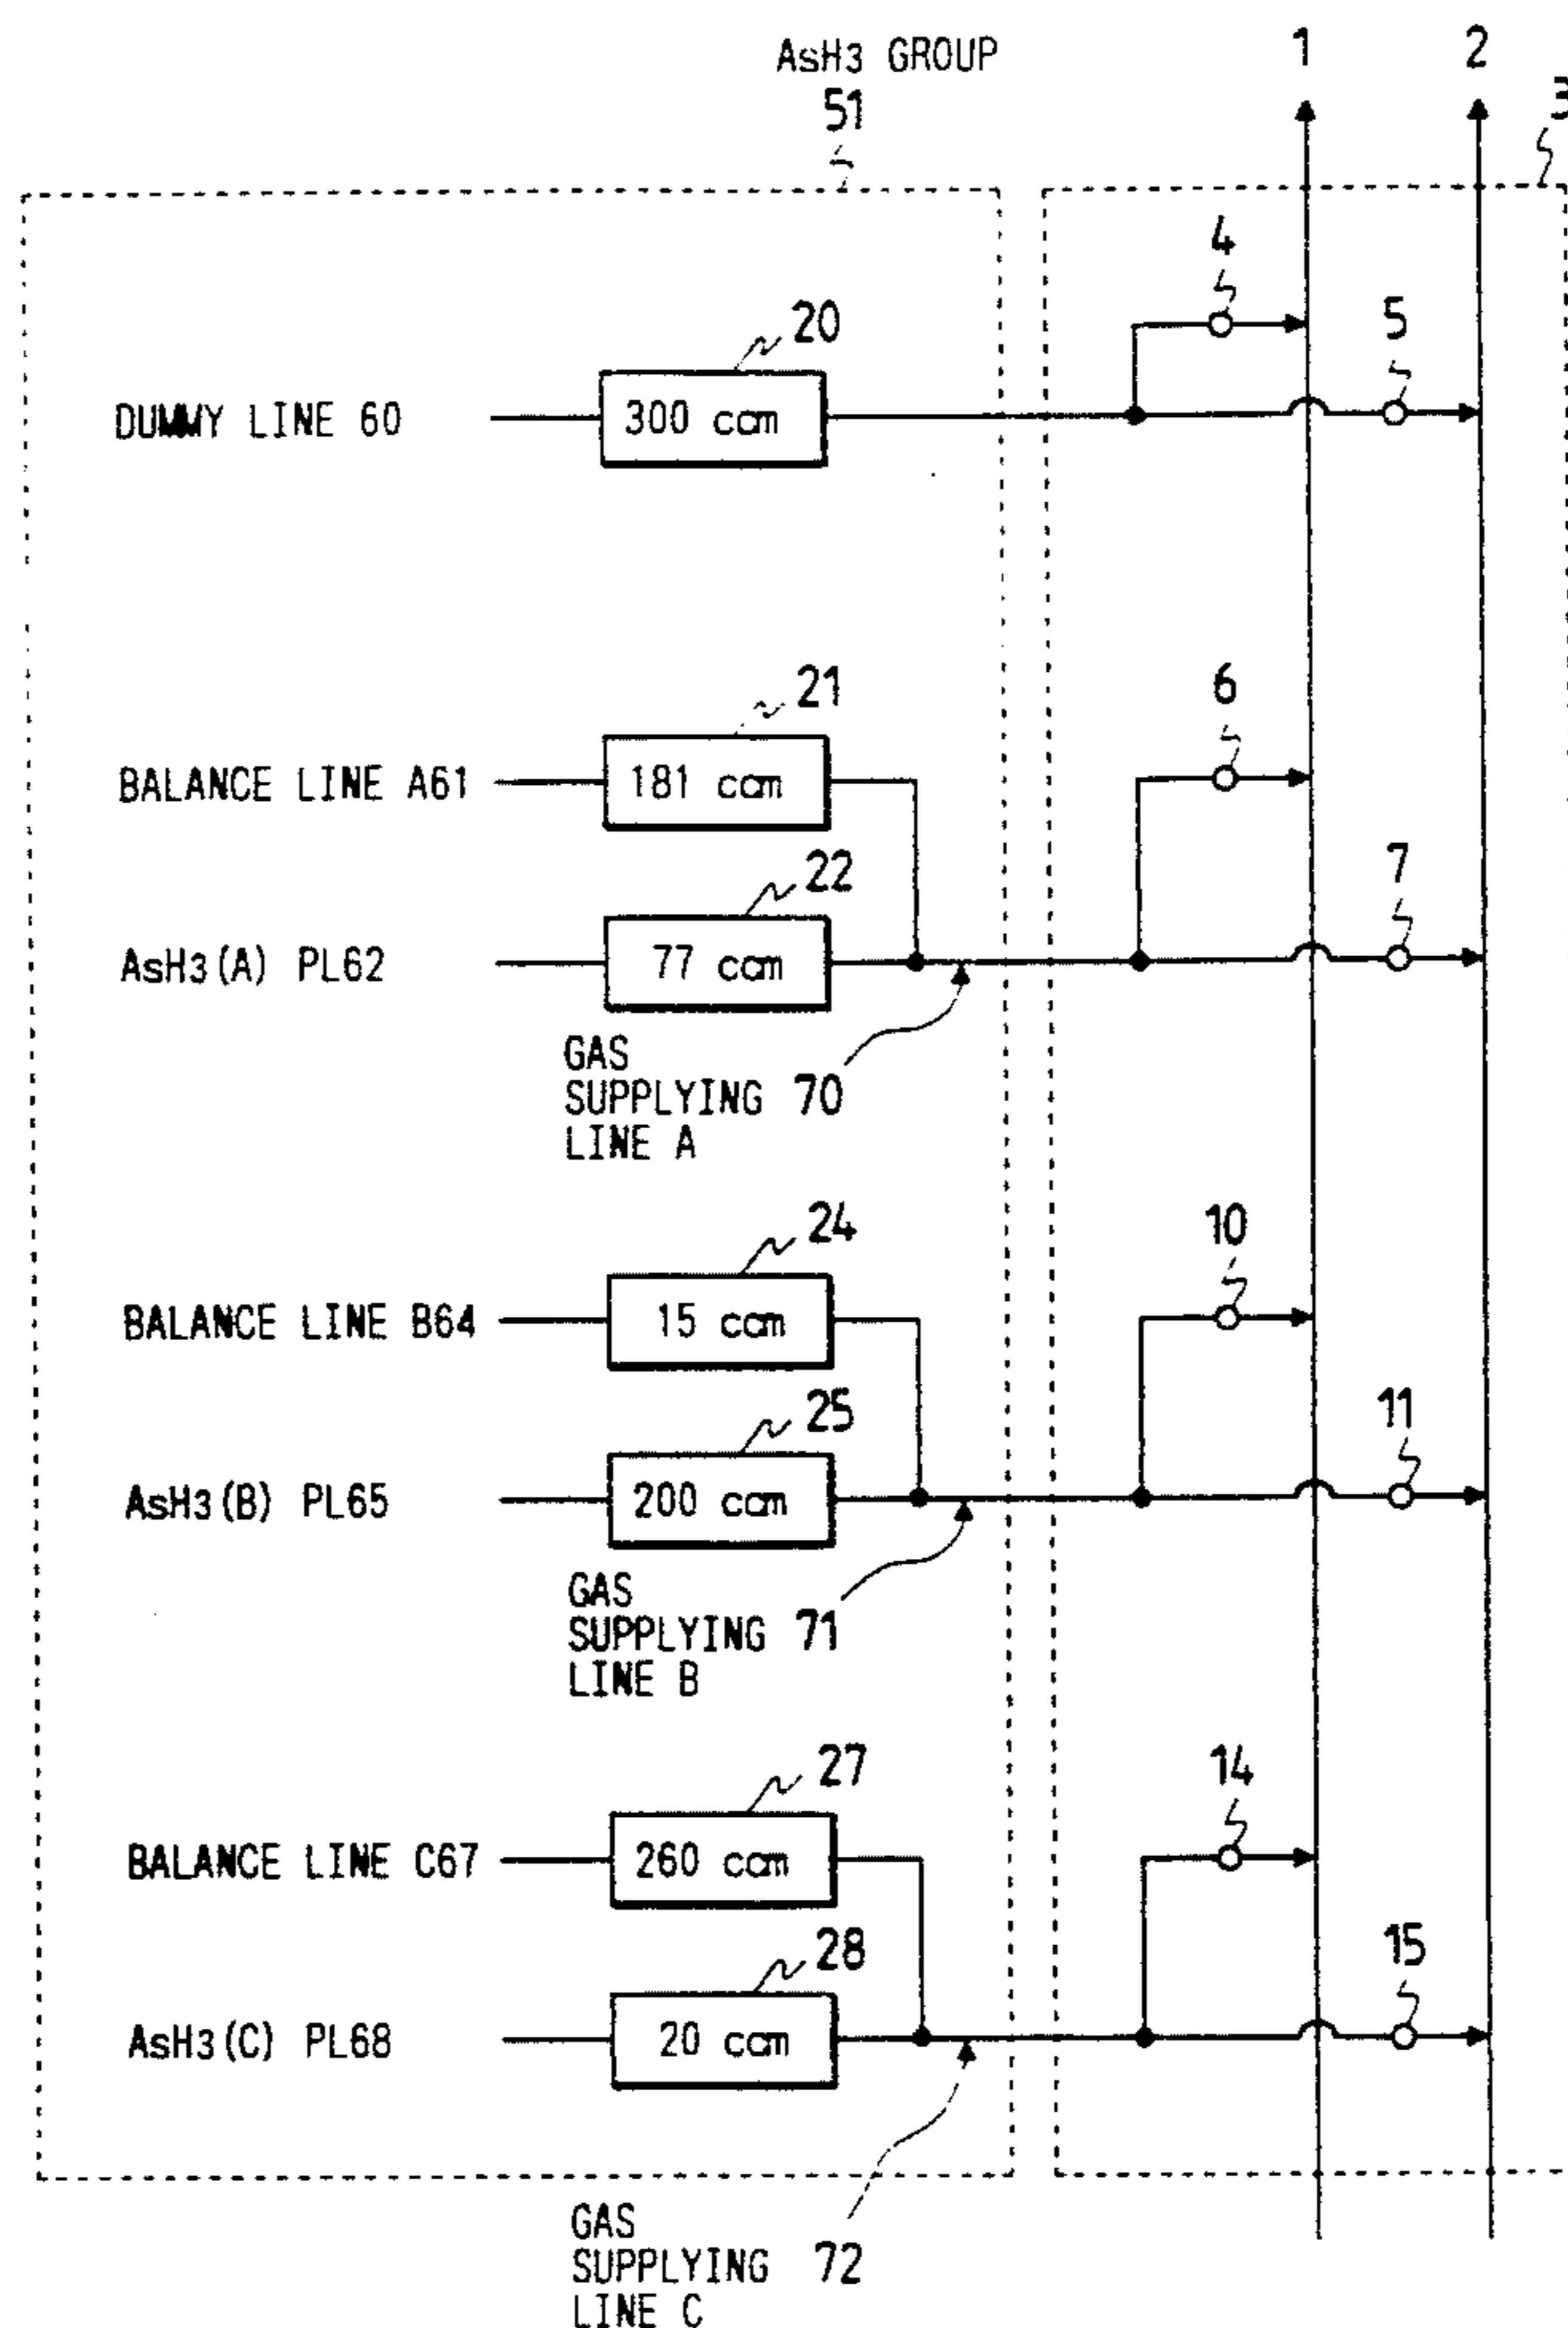 AsH3 GROUP
51
1
2
3
4
5
20
DUMMY LINE 60
300 ccm
21
6
BALANCE LINE A61
181 ccm
22
7
AsH3(A) PL62
77 ccm
GAS
SUPPLYING 70
LINE A
24
10
BALANCE LINE B64
15 ccm
25
11
AsH3(B) PL65
200 ccm
GAS
SUPPLYING 71
LINE B
27
14
BALANCE LINE C67
260 ccm
28
15
AsH3(C) PL68
20 ccm
GAS
SUPPLYING 72
LINE C